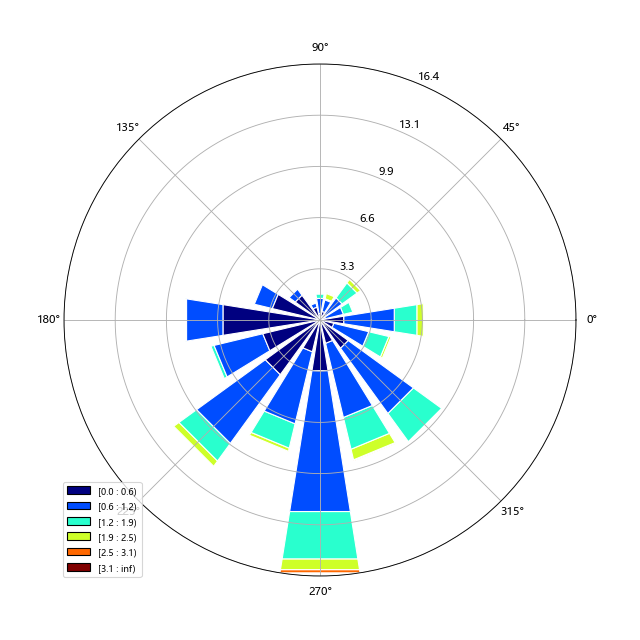 90°
16.4
13.1
9.9
6.6
3.3
135°
45°
180°
0°
225°
315°
270°
[0.0 : 0.6)
[0.6 : 1.2)
[1.2 : 1.9)
[1.9 : 2.5)
[2.5 : 3.1)
[3.1 : inf)